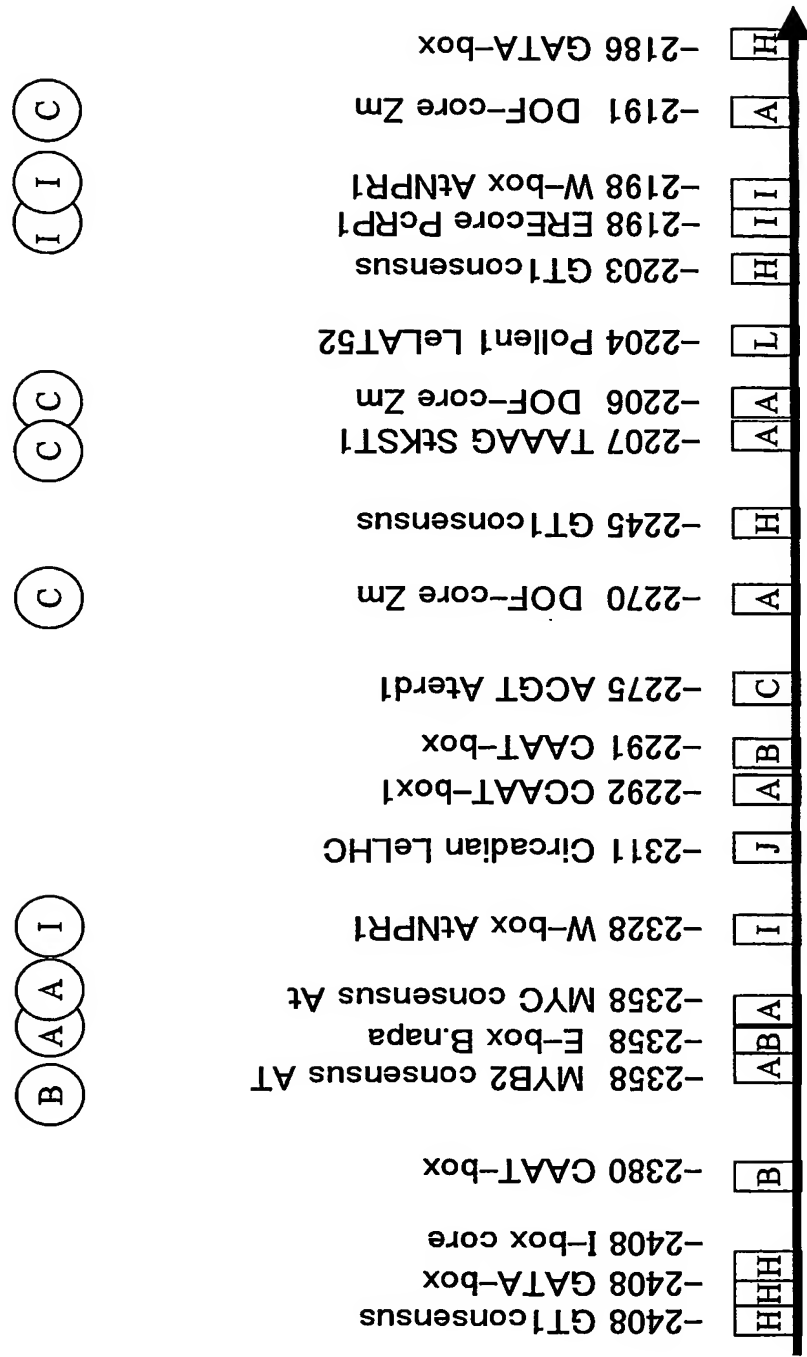 H -2408 GT1consensus
H -2408 GATA-box
H -2408 I-box core
B -2380 CAAT-box
A -2358 MYB2 consensus AT B
B -2358 E-box B.napa A
A -2358 MYC consensus At A
I -2328 W-box AtNPR1 I
J -2311 Circadian LeLHC
A -2292 CCAAT-box1
B -2291 CAAT-box
C -2275 ACGT Aterd1
A -2270 DOF-core Zm C
H -2245 GT1consensus
A -2207 TAAAG StKST1 C
A -2206 DOF-core Zm C
L -2204 Pollen1 LeLAT52
H -2203 GT1consensus
I -2198 EREcore PcRP1 I
I -2198 W-box AtNPR1 I
A -2191 DOF-core Zm C
H -2186 GATA-box